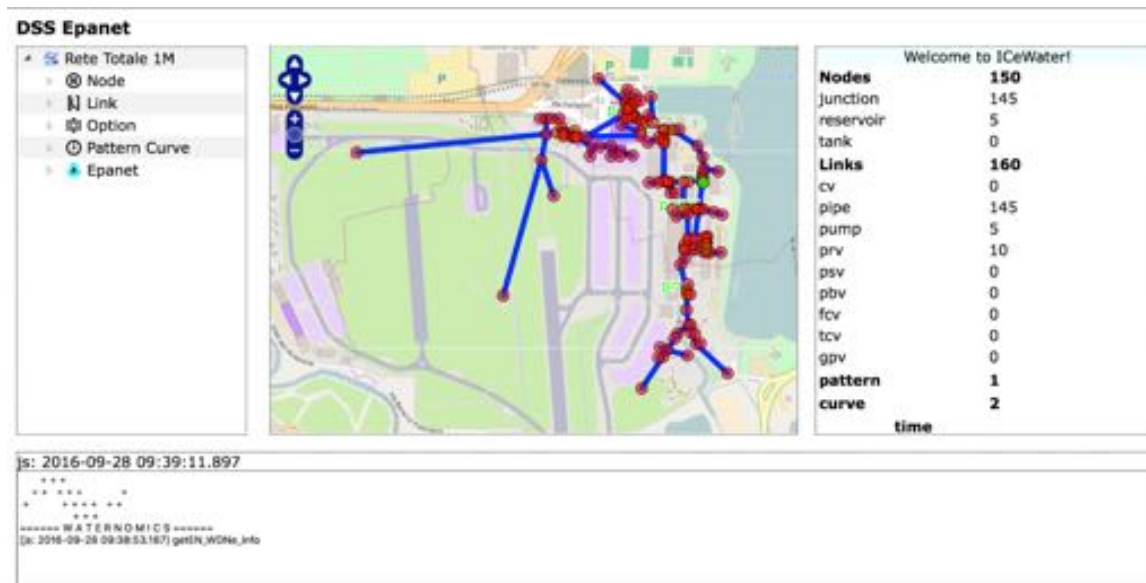 DSS Epanet
Rete Totale 1M
Node
Link
Option
Pattern Curve
Epanet
P
P
Welcome to ICeWater!
Nodes 150
junction 145
reservoir 5
tank 0
Links 160
cv 0
pipe 145
pump 5
prv 10
psv 0
pbv 0
fcv 0
tcv 0
gpv 0
pattern 1
curve 2
time
js: 2016-09-28 09:39:11.897
====== W A T E R N O M I C S ======
[js: 2016-09-28 09:38:53.167] getEN_WDNe_info